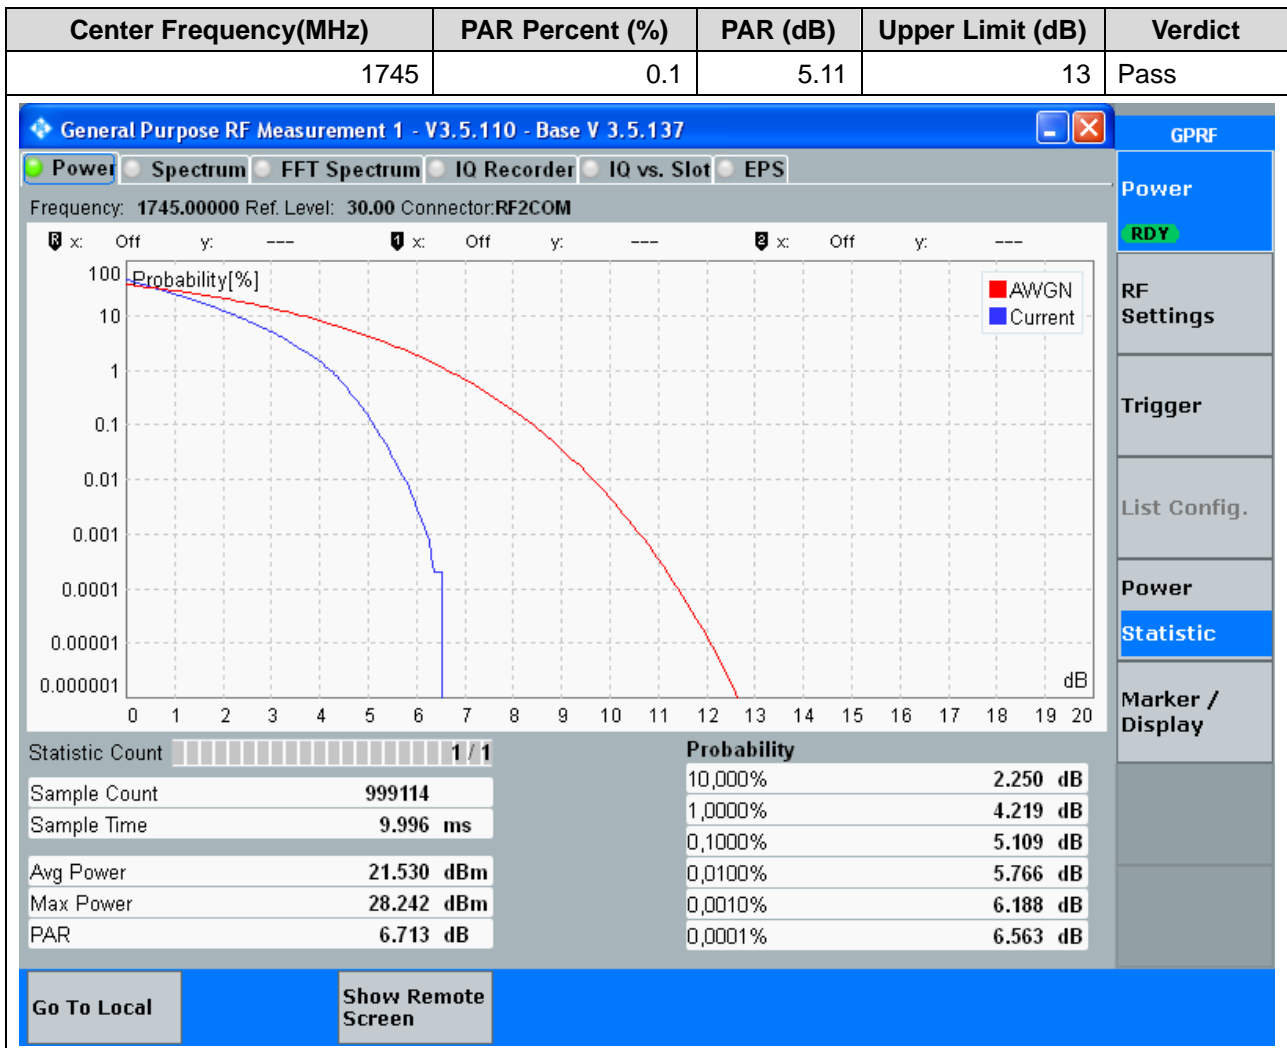 Center Frequency(MHz) PAR Percent (%) PAR (dB) Upper Limit (dB) Verdict
1745 0.1 5.11 13 Pass
General Purpose RF Measurement 1 - V3.5.110 - Base V 3.5.137
GPRF
Power Spectrum FFT Spectrum IQ Recorder IQ vs. Slot EPS
Frequency: 1745.00000 Ref. Level: 30.00 Connector:RF2COM
R x: Off y: --- 1 x: Off y: --- 2 x: Off y: ---
Probability[%]
AWGN
Current
100
10
1
0.1
0.01
0.001
0.0001
0.00001
0.000001
dB
0 1 2 3 4 5 6 7 8 9 10 11 12 13 14 15 16 17 18 19 20
Statistic Count 1 / 1
Sample Count 999114
Sample Time 9.996 ms
Avg Power 21.530 dBm
Max Power 28.242 dBm
PAR 6.713 dB
Probability
10,000% 2.250 dB
1,0000% 4.219 dB
0,1000% 5.109 dB
0,0100% 5.766 dB
0,0010% 6.188 dB
0,0001% 6.563 dB
Power
RDY
RF
Settings
Trigger
List Config.
Power
Statistic
Marker /
Display
Go To Local
Show Remote
Screen